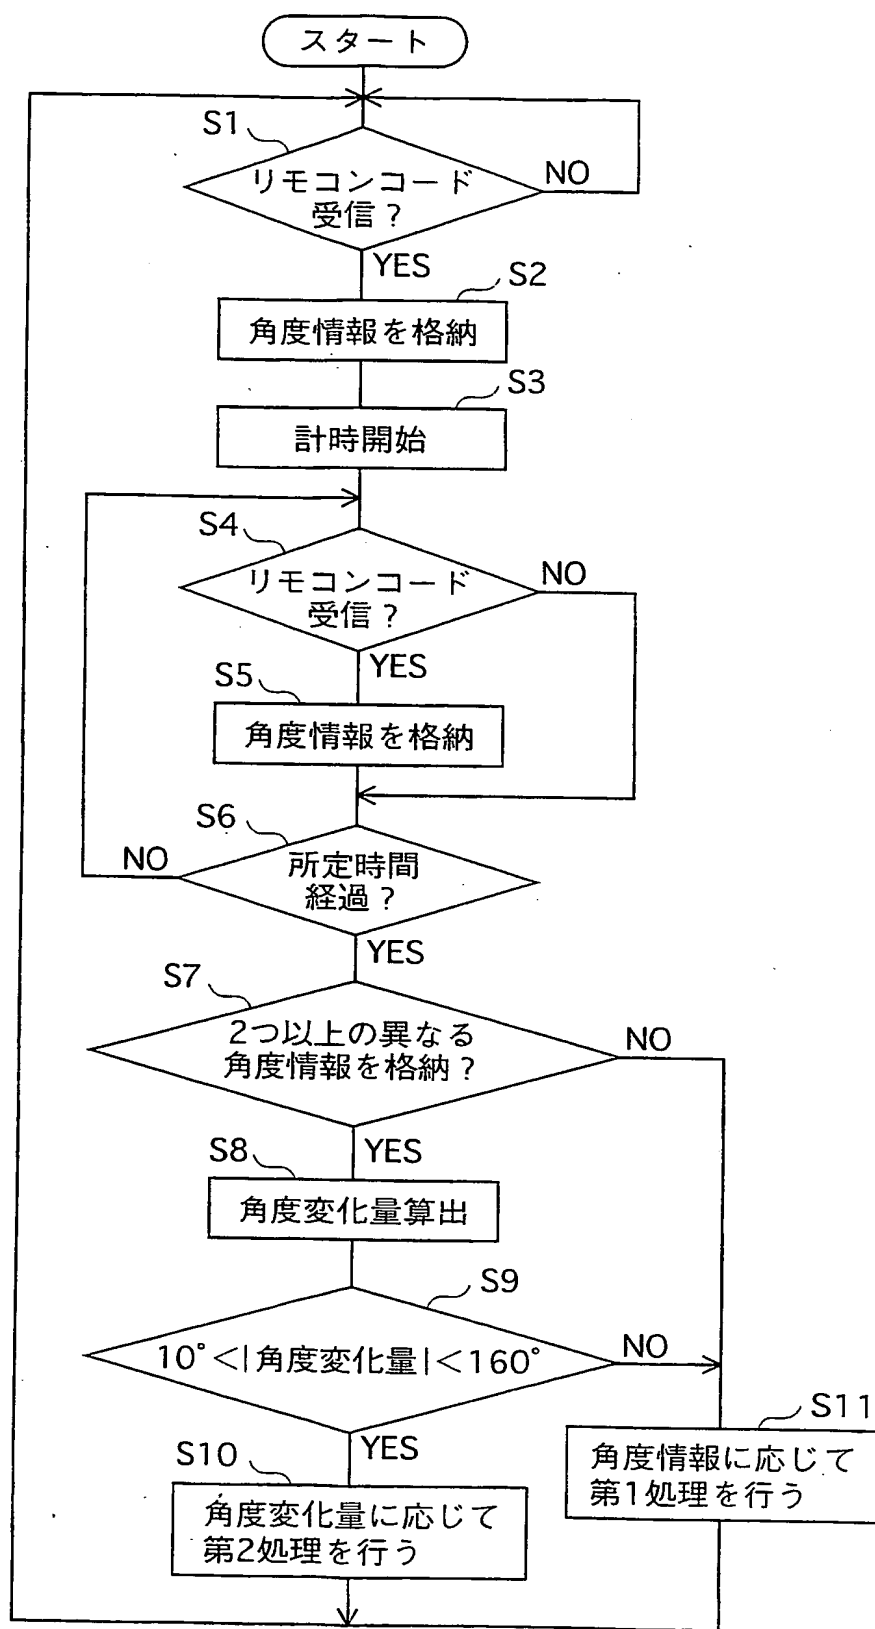 スタート
S1
リモコンコード
受信?
NO
YES
S2
角度情報を格納
S3
計時開始
S4
リモコンコード
受信?
NO
YES
S5
角度情報を格納
S6
所定時間
経過?
NO
YES
S7
2つ以上の異なる
角度情報を格納?
NO
YES
S8
角度変化量算出
S9
10°<|角度変化量|<160°
NO
YES
S10
角度変化量に応じて
第2処理を行う
S11
角度情報に応じて
第1処理を行う